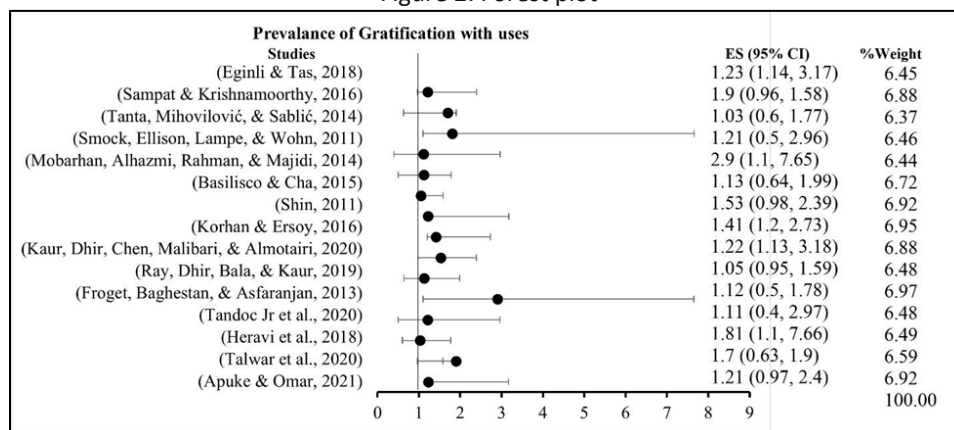 Prevalance of Gratification with uses
Studies ES (95% CI) %Weight
(Eginli & Tas, 2018) 1.23 (1.14, 3.17) 6.45
(Sampat & Krishnamoorthy, 2016) 1.9 (0.96, 1.58) 6.88
(Tanta, Mihovilović, & Sablić, 2014) 1.03 (0.6, 1.77) 6.37
(Smock, Ellison, Lampe, & Wohn, 2011) 1.21 (0.5, 2.96) 6.46
(Mobarhan, Alhazmi, Rahman, & Majidi, 2014) 2.9 (1.1, 7.65) 6.44
(Basilisco & Cha, 2015) 1.13 (0.64, 1.99) 6.72
(Shin, 2011) 1.53 (0.98, 2.39) 6.92
(Korhan & Ersoy, 2016) 1.41 (1.2, 2.73) 6.95
(Kaur, Dhir, Chen, Malibari, & Almotairi, 2020) 1.22 (1.13, 3.18) 6.88
(Ray, Dhir, Bala, & Kaur, 2019) 1.05 (0.95, 1.59) 6.48
(Froget, Baghestan, & Asfaranjan, 2013) 1.12 (0.5, 1.78) 6.97
(Tandoc Jr et al., 2020) 1.11 (0.4, 2.97) 6.48
(Heravi et al., 2018) 1.81 (1.1, 7.66) 6.49
(Talwar et al., 2020) 1.7 (0.63, 1.9) 6.59
(Apuke & Omar, 2021) 1.21 (0.97, 2.4) 6.92
100.00
0 1 2 3 4 5 6 7 8 9